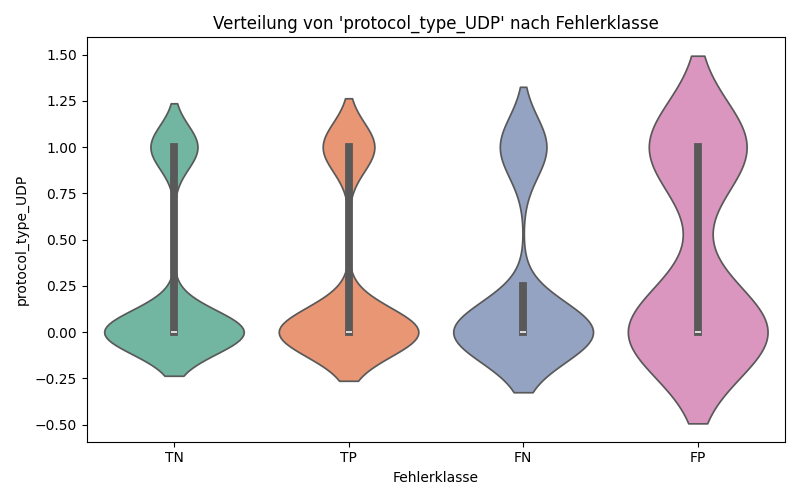 Verteilung von 'protocol_type_UDP' nach Fehlerklasse
1.50
1.25
1.00
0.75
0.50
0.25
0.00
−0.25
−0.50
protocol_type_UDP
TN TP FN FP
Fehlerklasse